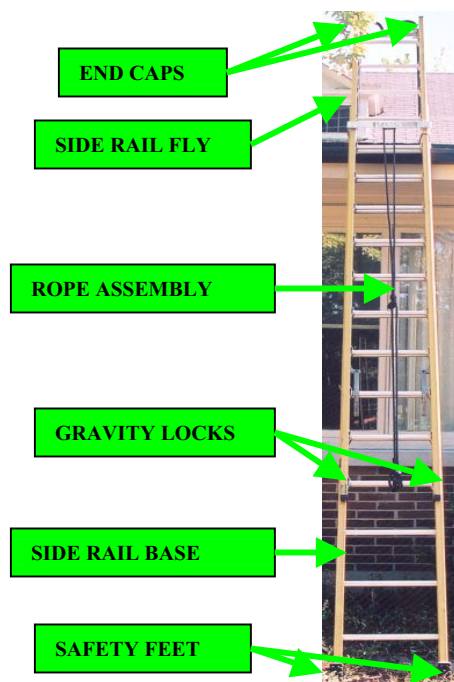 END CAPS
SIDE RAIL FLY
ROPE ASSEMBLY
GRAVITY LOCKS
SIDE RAIL BASE
SAFETY FEET